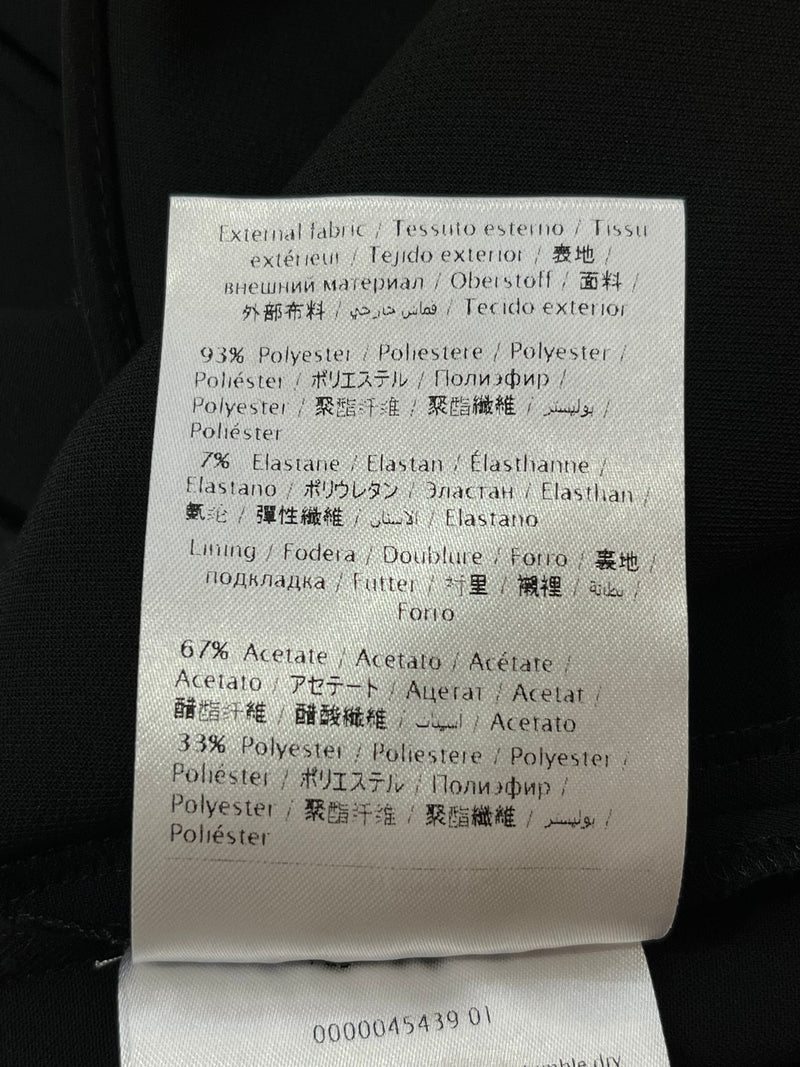 External fabric / Tessuto esterno / Tissu
extérieur / Tejido exterior / 表地 /
внешний материал / Oberstoff / 面料 /
外部布料 / قماش خارجي / Tecido exterior
93% Polyester / Poliestere / Polyester /
Poliéster / ポリエステル / Полиэфир /
Polyester / 聚酯纤维 / 聚酯纖維 / بوليستر /
Poliéster
7% Elastane / Elastan / Élasthanne /
Elastano / ポリウレタン / Эластан / Elasthan /
氨纶 / 彈性纖維 / الاستان / Elastano
Lining / Fodera / Doublure / Forro / 裏地 /
подкладка / Futter / 衬里 / 襯裡 / بطانة /
Forro
67% Acetate / Acetato / Acétate /
Acetato / アセテート / Ацетат / Acetat /
醋酯纤维 / 醋酸纖維 / اسيتات / Acetato
33% Polyester / Poliestere / Polyester /
Poliéster / ポリエステル / Полиэфир /
Polyester / 聚酯纤维 / 聚酯纖維 / بوليستر /
Poliéster
0000045439 01
dry